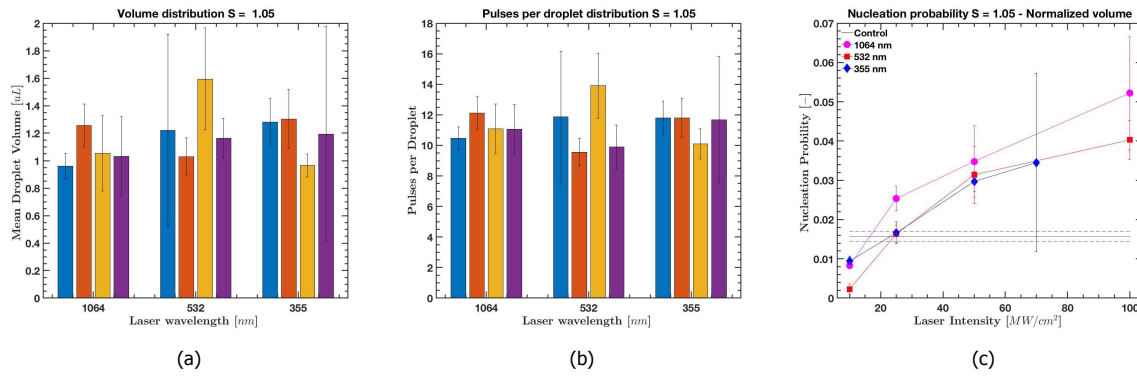 Volume distribution S = 1.05
Mean Droplet Volume [uL]
2
1.8
1.6
1.4
1.2
1
0.8
0.6
0.4
0.2
0
1064 532 355
Laser wavelength [nm]
(a)
Pulses per droplet distribution S = 1.05
Pulses per Droplet
18
16
14
12
10
8
6
4
2
0
1064 532 355
Laser wavelength [nm]
(b)
Nucleation probability S = 1.05 - Normalized volume
Control
1064 nm
532 nm
355 nm
Nucleation Probility [−]
0.07
0.06
0.05
0.04
0.03
0.02
0.01
0
20 40 60 80 100
Laser Intensity [MW/cm²]
(c)